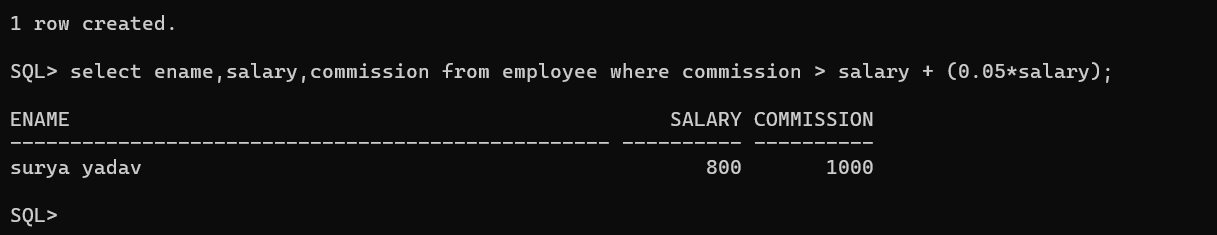 1 row created.
SQL> select ename,salary,commission from employee where commission > salary + (0.05*salary);
ENAME                                                  SALARY COMMISSION
-------------------------------------------------- ---------- ----------
surya yadav                                               800       1000
SQL>